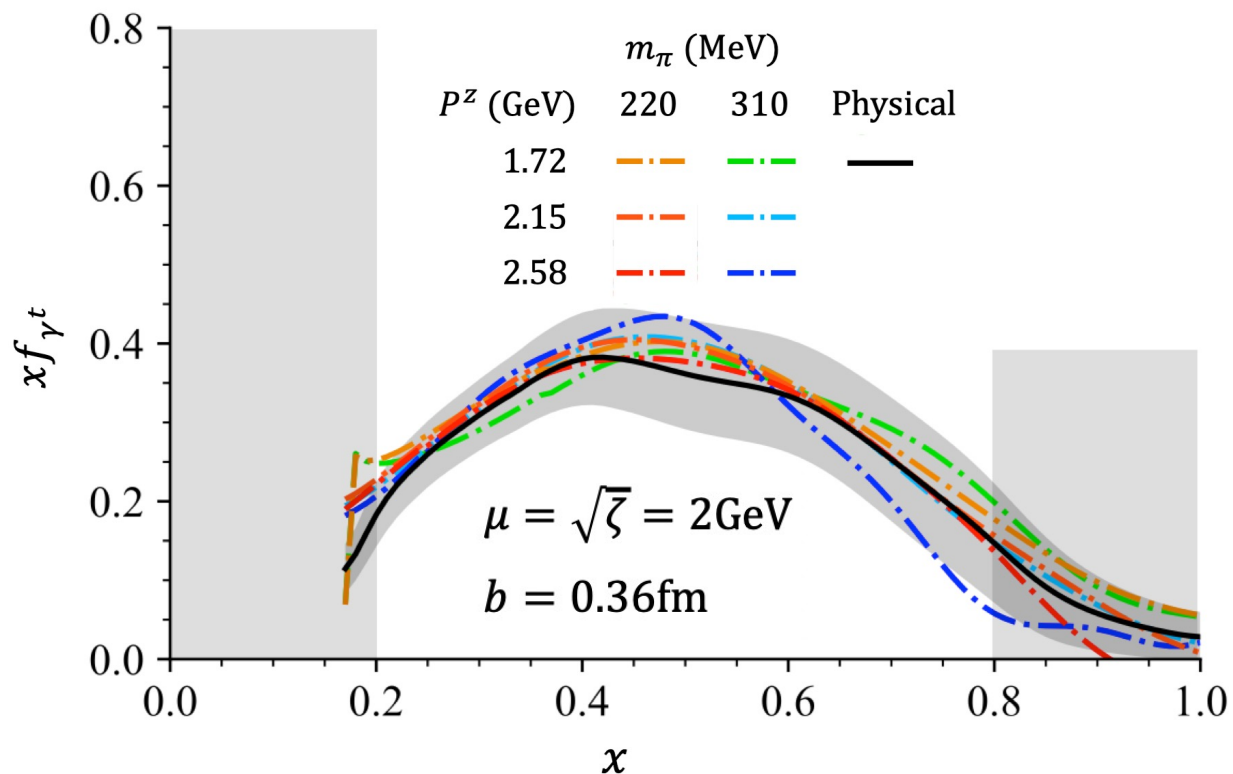 0.8
m_π (MeV)
P^z (GeV) 220 310 Physical
1.72
0.6
2.15
2.58
xf_γ^t
0.4
0.2
μ = √ζ = 2GeV
b = 0.36fm
0.0
0.0 0.2 0.4 0.6 0.8 1.0
x